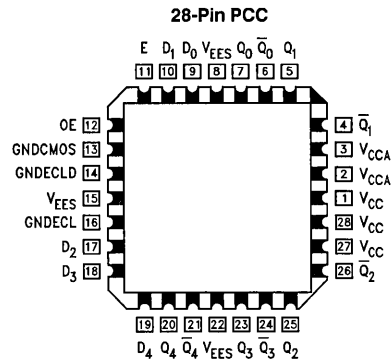 28-Pin PCC
E D1 D0 VEES Q0 Q̅0 Q1
11 10 9 8 7 6 5
OE 12
GNDCMOS 13
GNDECLD 14
VEES 15
GNDECL 16
D2 17
D3 18
4 Q̅1
3 VCCA
2 VCCA
1 VCC
28 VCC
27 VCC
26 Q̅2
19 20 21 22 23 24 25
D4 Q4 Q̅4 VEES Q3 Q̅3 Q2